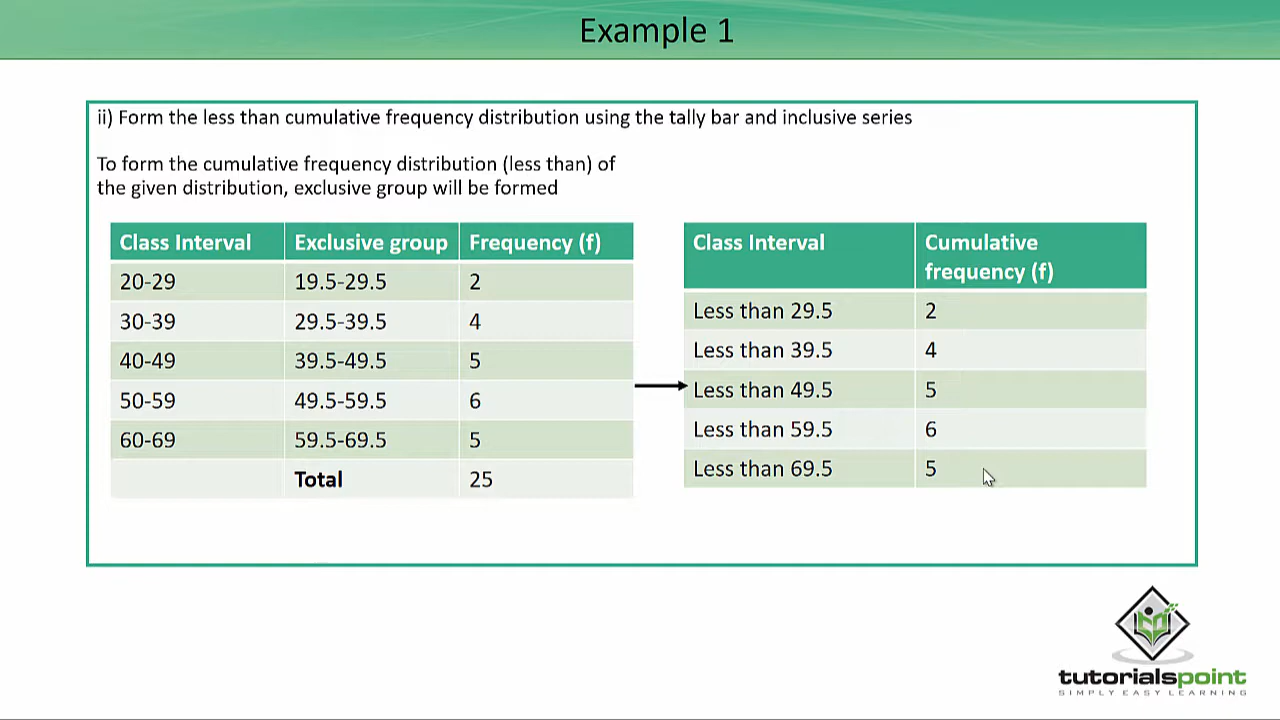 Example 1
ii) Form the less than cumulative frequency distribution using the tally bar and inclusive series
To form the cumulative frequency distribution (less than) of
the given distribution, exclusive group will be formed
Class Interval Exclusive group Frequency (f)
20-29 19.5-29.5 2
30-39 29.5-39.5 4
40-49 39.5-49.5 5
50-59 49.5-59.5 6
60-69 59.5-69.5 5
Total 25
Class Interval Cumulative
frequency (f)
Less than 29.5 2
Less than 39.5 4
Less than 49.5 5
Less than 59.5 6
Less than 69.5 5
tutorialspoint
SIMPLY EASY LEARNING